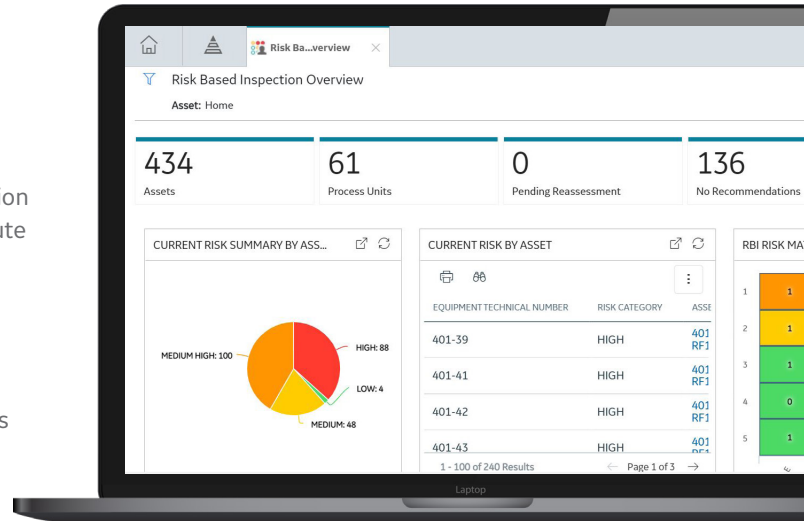 Risk Ba...verview
Risk Based Inspection Overview
Asset: Home
434
Assets
61
Process Units
0
Pending Reassessment
136
No Recommendations
CURRENT RISK SUMMARY BY ASS...
MEDIUM HIGH: 100
HIGH: 88
LOW: 4
MEDIUM: 48
CURRENT RISK BY ASSET
EQUIPMENT TECHNICAL NUMBER RISK CATEGORY ASSE
401-39 HIGH 401
RF1
401-41 HIGH 401
RF1
401-42 HIGH 401
RF1
401-43 HIGH 401
1 - 100 of 240 Results Page 1 of 3
RBI RISK MA
1 1
2 1
3 1
4 0
5 1
Laptop